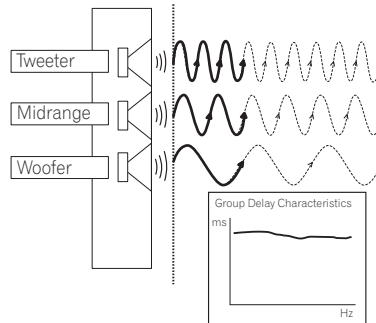 Tweeter
Midrange
Woofer
Group Delay Characteristics
ms
Hz